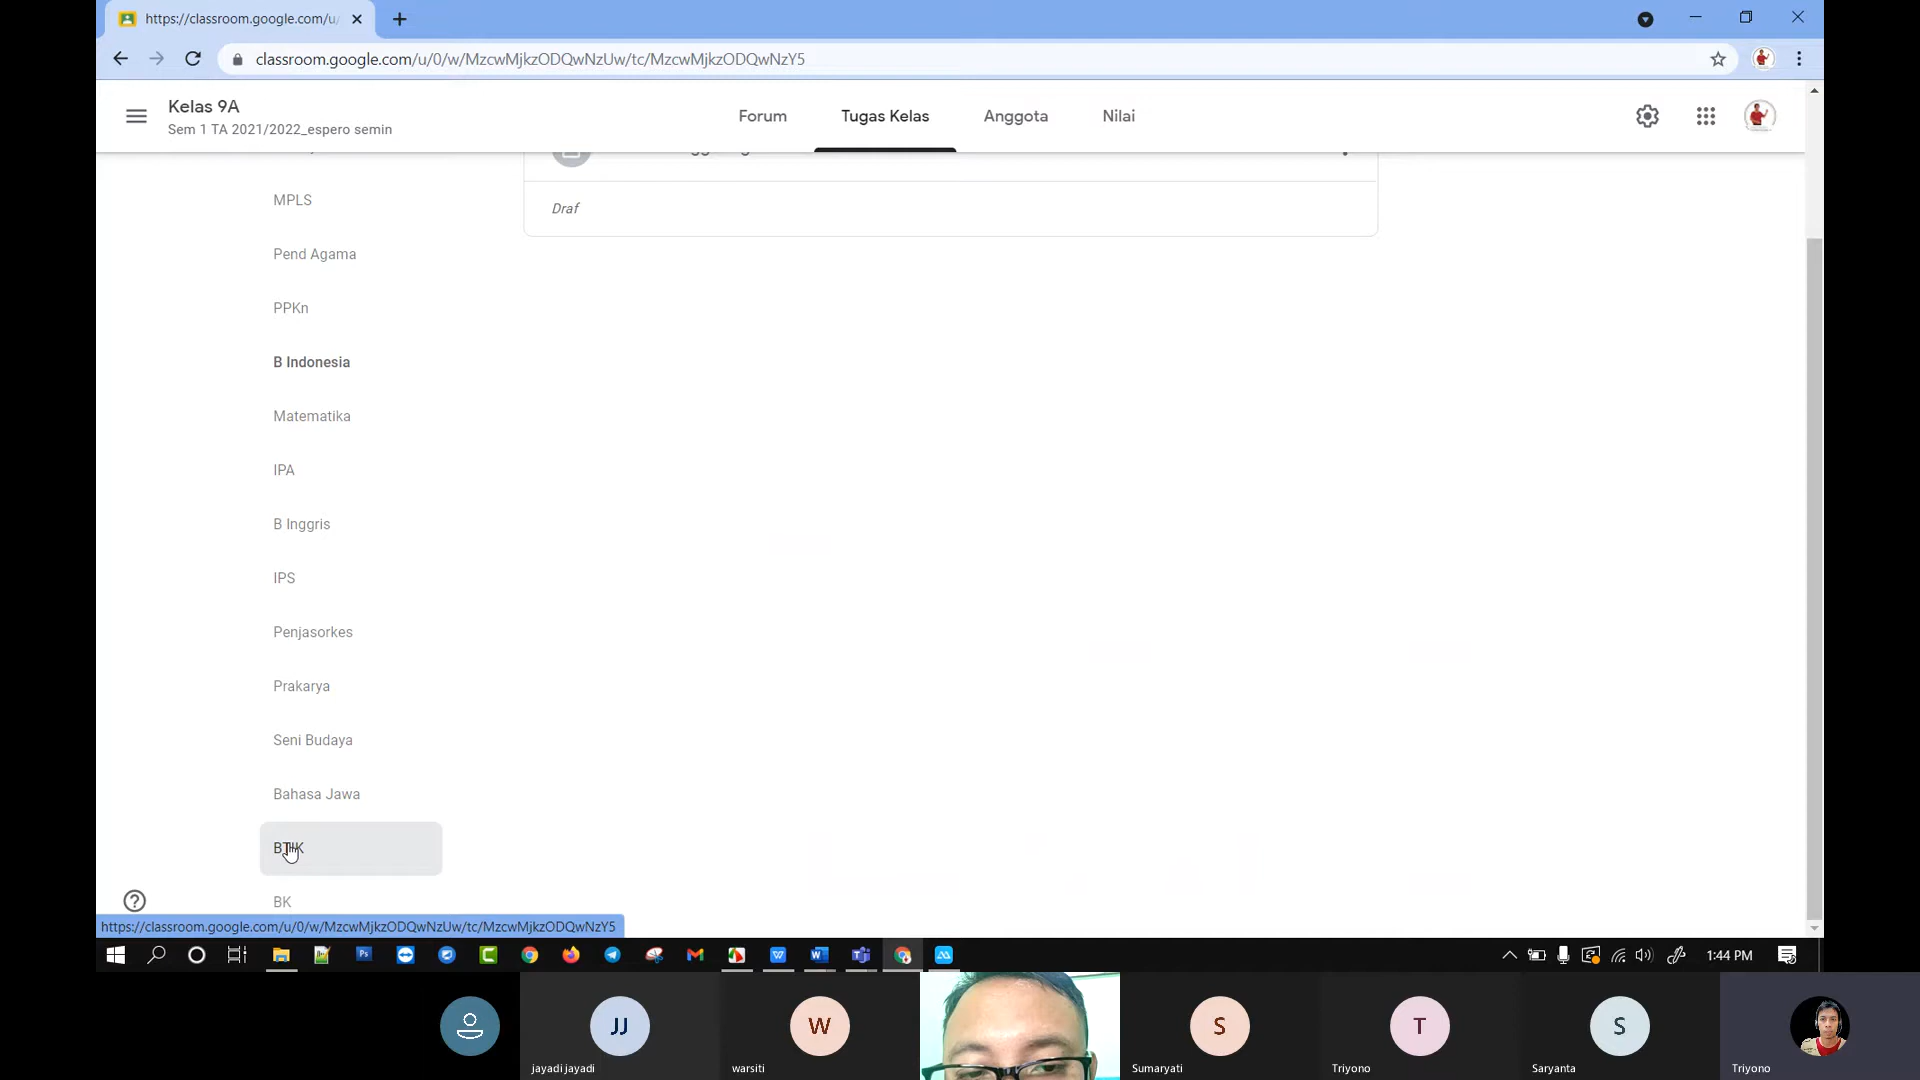 https://classroom.google.com/u/
classroom.google.com/u/0/w/MzcwMjkzODQwNzUw/tc/MzcwMjkzODQwNzY5
Kelas 9A
Sem 1 TA 2021/2022_espero semin
Forum
Tugas Kelas
Anggota
Nilai
MPLS
Draf
Pend Agama
PPKn
B Indonesia
Matematika
IPA
B Inggris
IPS
Penjasorkes
Prakarya
Seni Budaya
Bahasa Jawa
BTIK
BK
https://classroom.google.com/u/0/w/MzcwMjkzODQwNzUw/tc/MzcwMjkzODQwNzY5
1:44 PM
JJ
W
S
T
S
jayadi jayadi
warsiti
Sumaryati
Triyono
Saryanta
Triyono